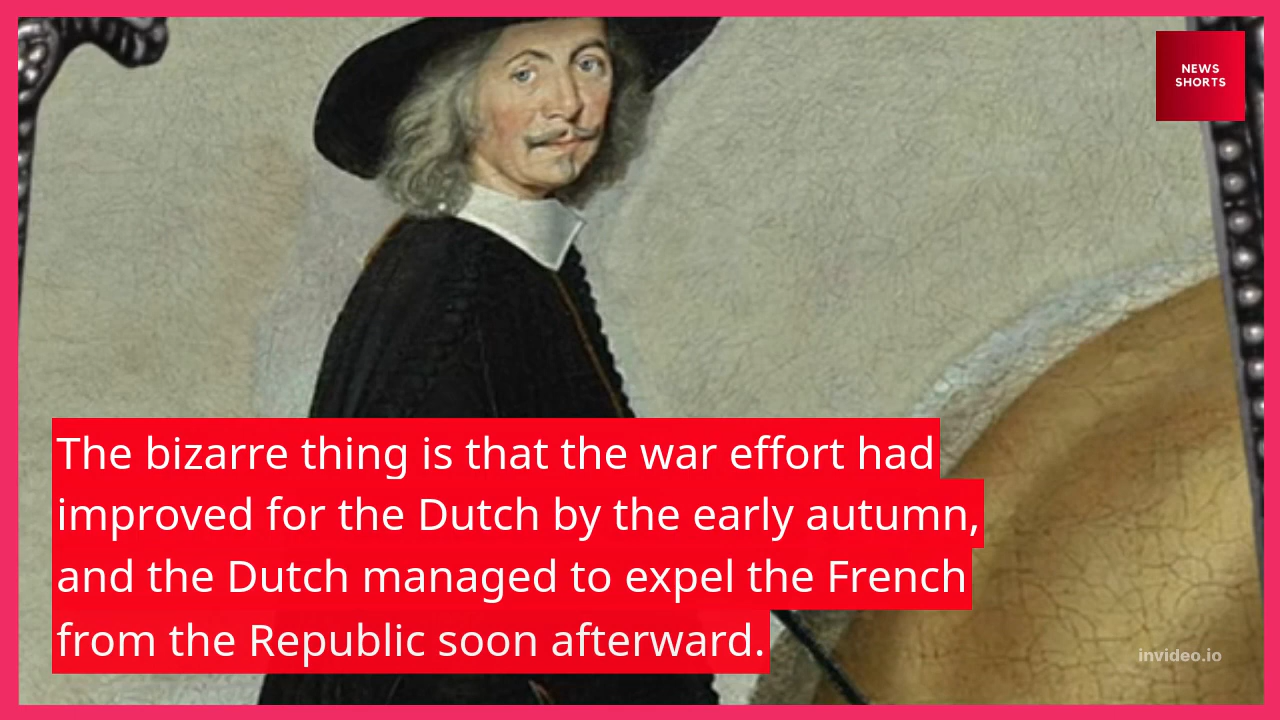 NEWS
SHORTS
The bizarre thing is that the war effort had
improved for the Dutch by the early autumn,
and the Dutch managed to expel the French
from the Republic soon afterward.
invideo.io